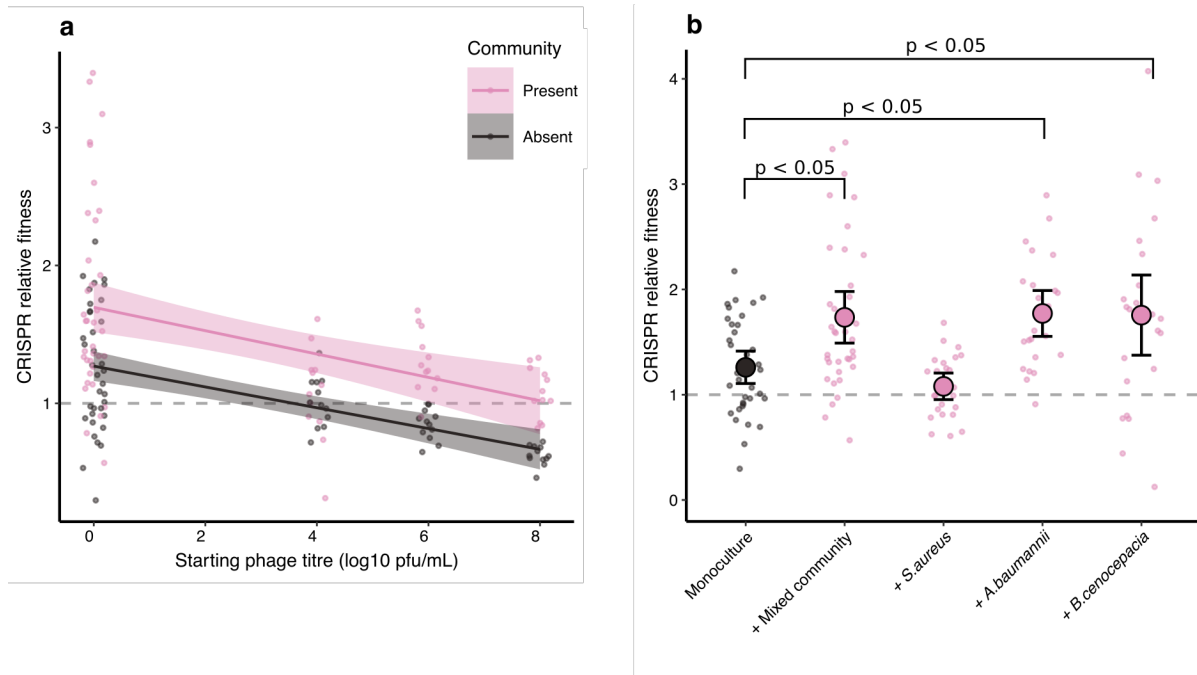 a
Community
Present
Absent
3
2
1
CRISPR relative fitness
0
2
4
6
8
Starting phage titre (log10 pfu/mL)
b
p < 0.05
p < 0.05
p < 0.05
4
3
2
1
0
CRISPR relative fitness
Monoculture
+ Mixed community
+ S.aureus
+ A.baumannii
+ B.cenocepacia